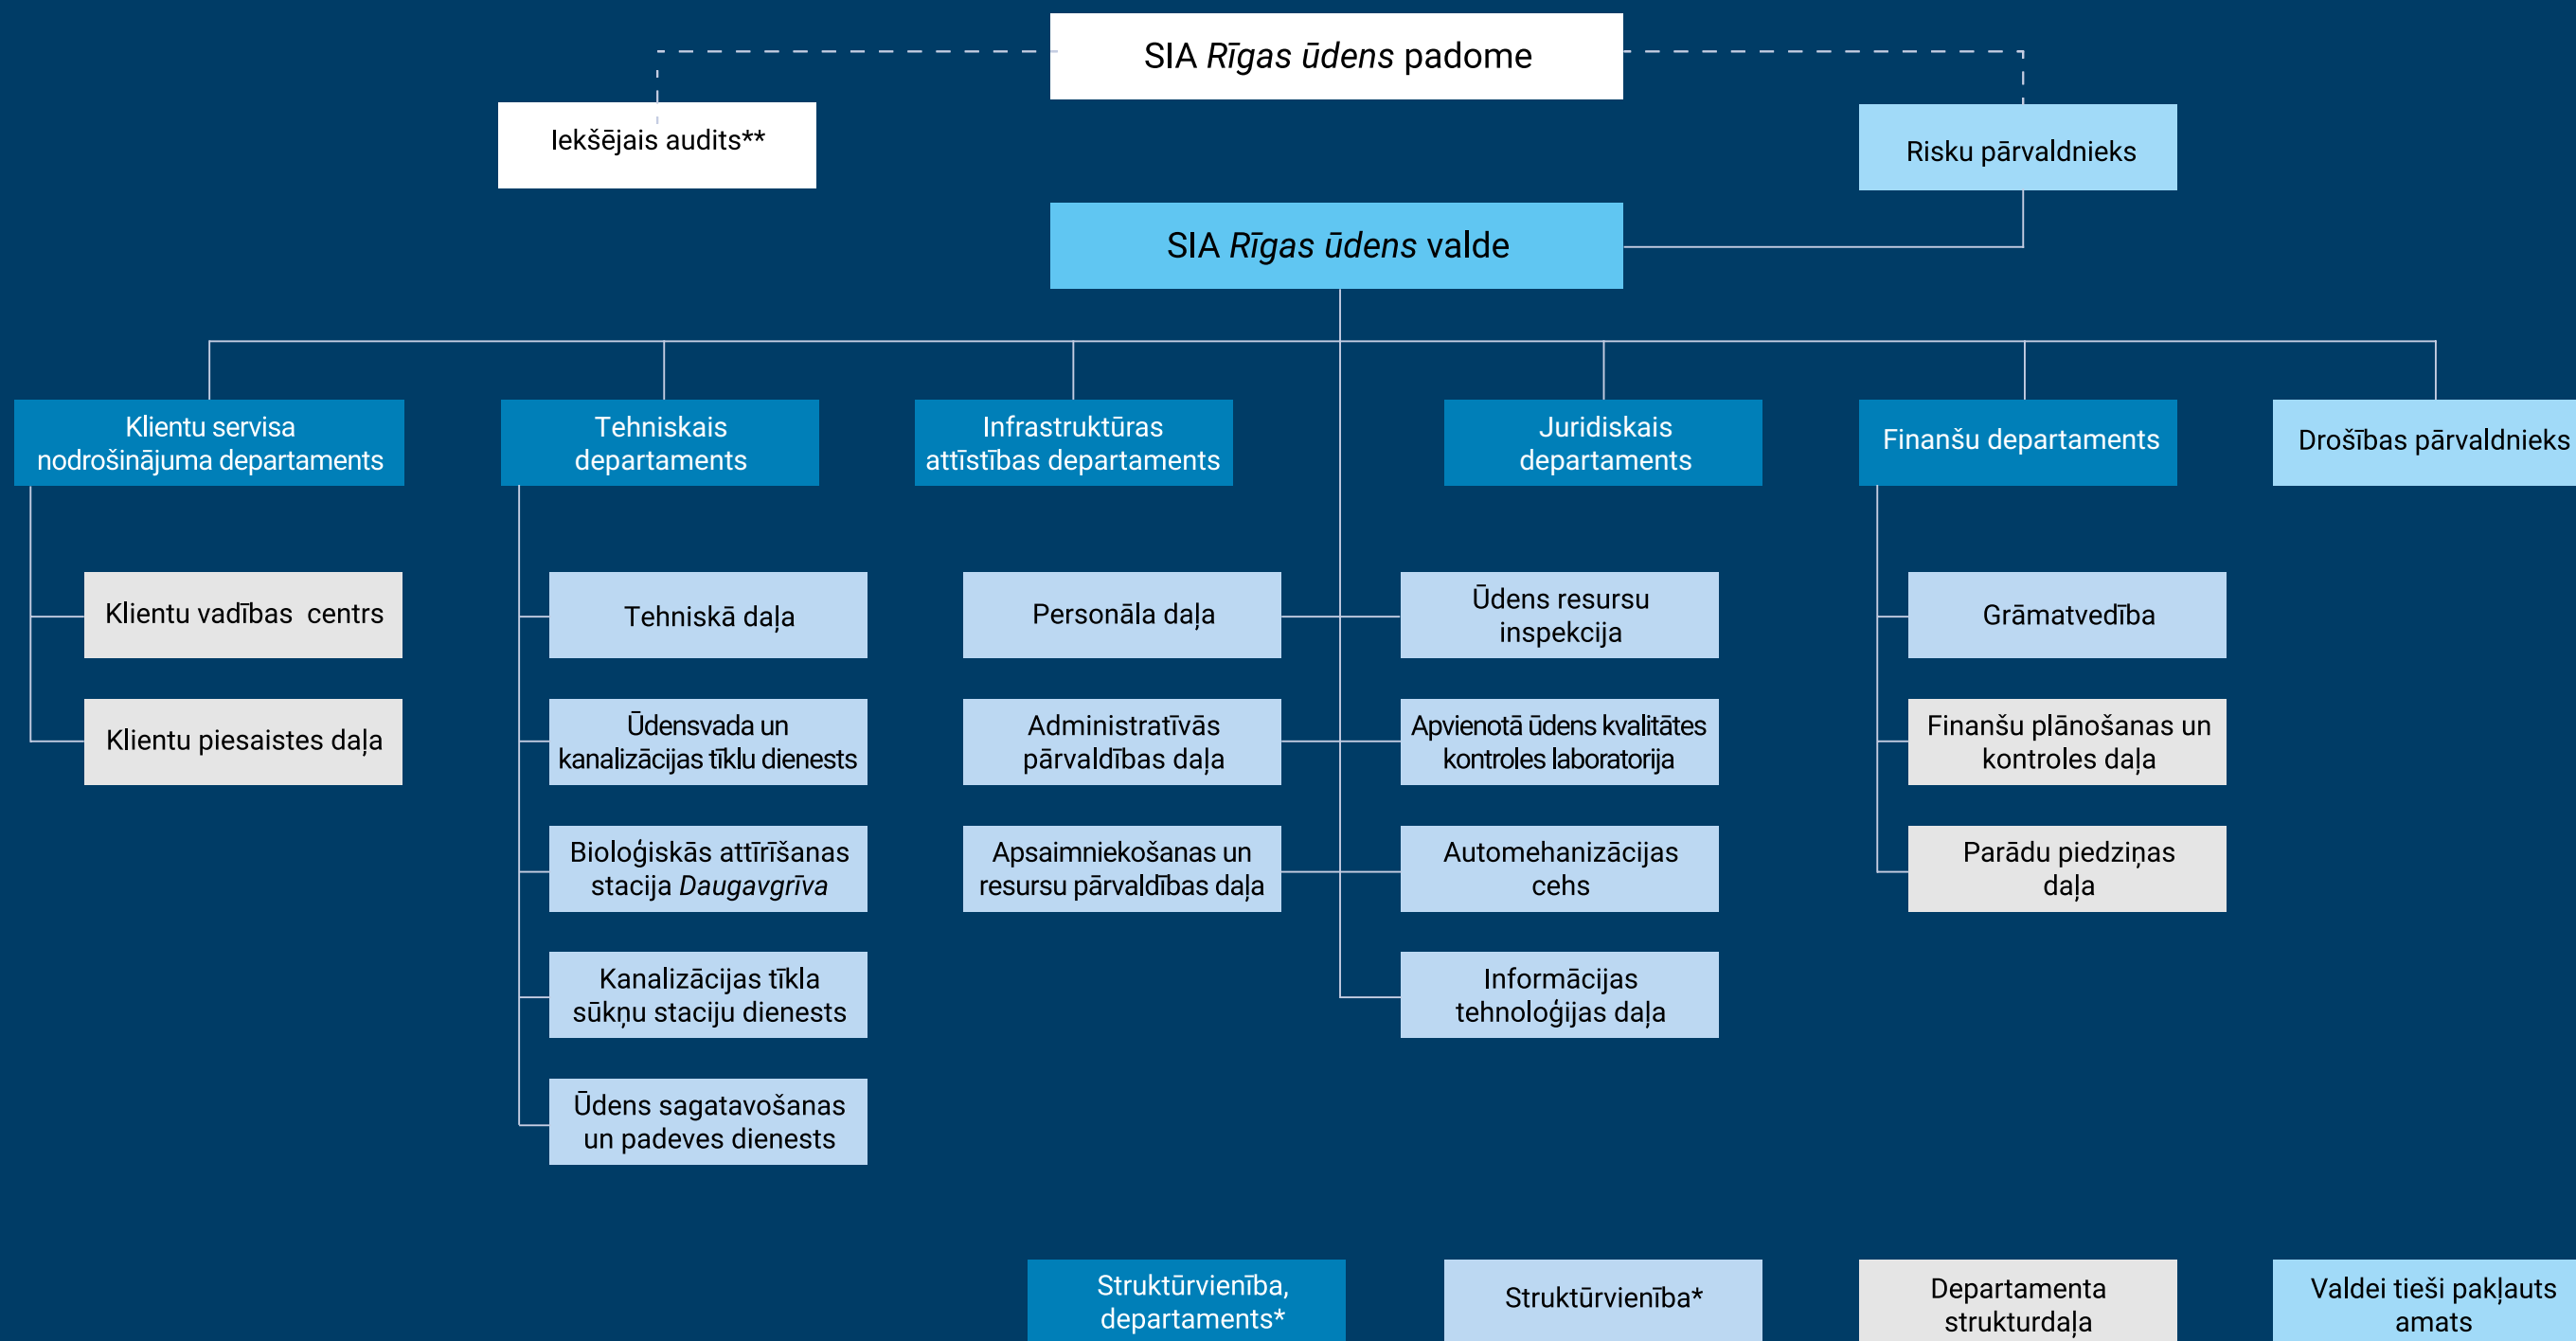 SIA Rīgas ūdens padome
Iekšējais audits**
Risku pārvaldnieks
SIA Rīgas ūdens valde
Klientu servisa
nodrošinājuma departaments
Tehniskais
departaments
Infrastruktūras
attīstības departaments
Juridiskais
departaments
Finanšu departaments
Drošības pārvaldnieks
Klientu vadības centrs
Tehniskā daļa
Personāla daļa
Ūdens resursu
inspekcija
Grāmatvedība
Klientu piesaistes daļa
Ūdensvada un
kanalizācijas tīklu dienests
Administratīvās
pārvaldības daļa
Apvienotā ūdens kvalitātes
kontroles laboratorija
Finanšu plānošanas un
kontroles daļa
Bioloģiskās attīrīšanas
stacija Daugavgrīva
Apsaimniekošanas un
resursu pārvaldības daļa
Automehanizācijas
cehs
Parādu piedziņas
daļa
Kanalizācijas tīkla
sūkņu staciju dienests
Informācijas
tehnoloģijas daļa
Ūdens sagatavošanas
un padeves dienests
Struktūrvienība,
departaments*
Struktūrvienība*
Departamenta
strukturdaļa
Valdei tieši pakļauts
amats